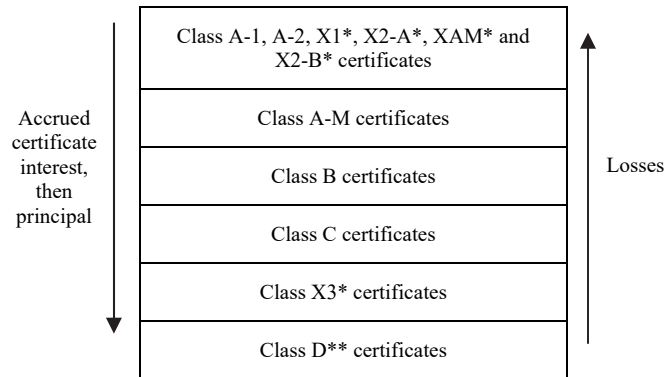 Class A-1, A-2, X1*, X2-A*, XAM* and
X2-B* certificates
Accrued
certificate
interest,
then
principal
Class A-M certificates
Class B certificates
Class C certificates
Class X3* certificates
Class D** certificates
Losses